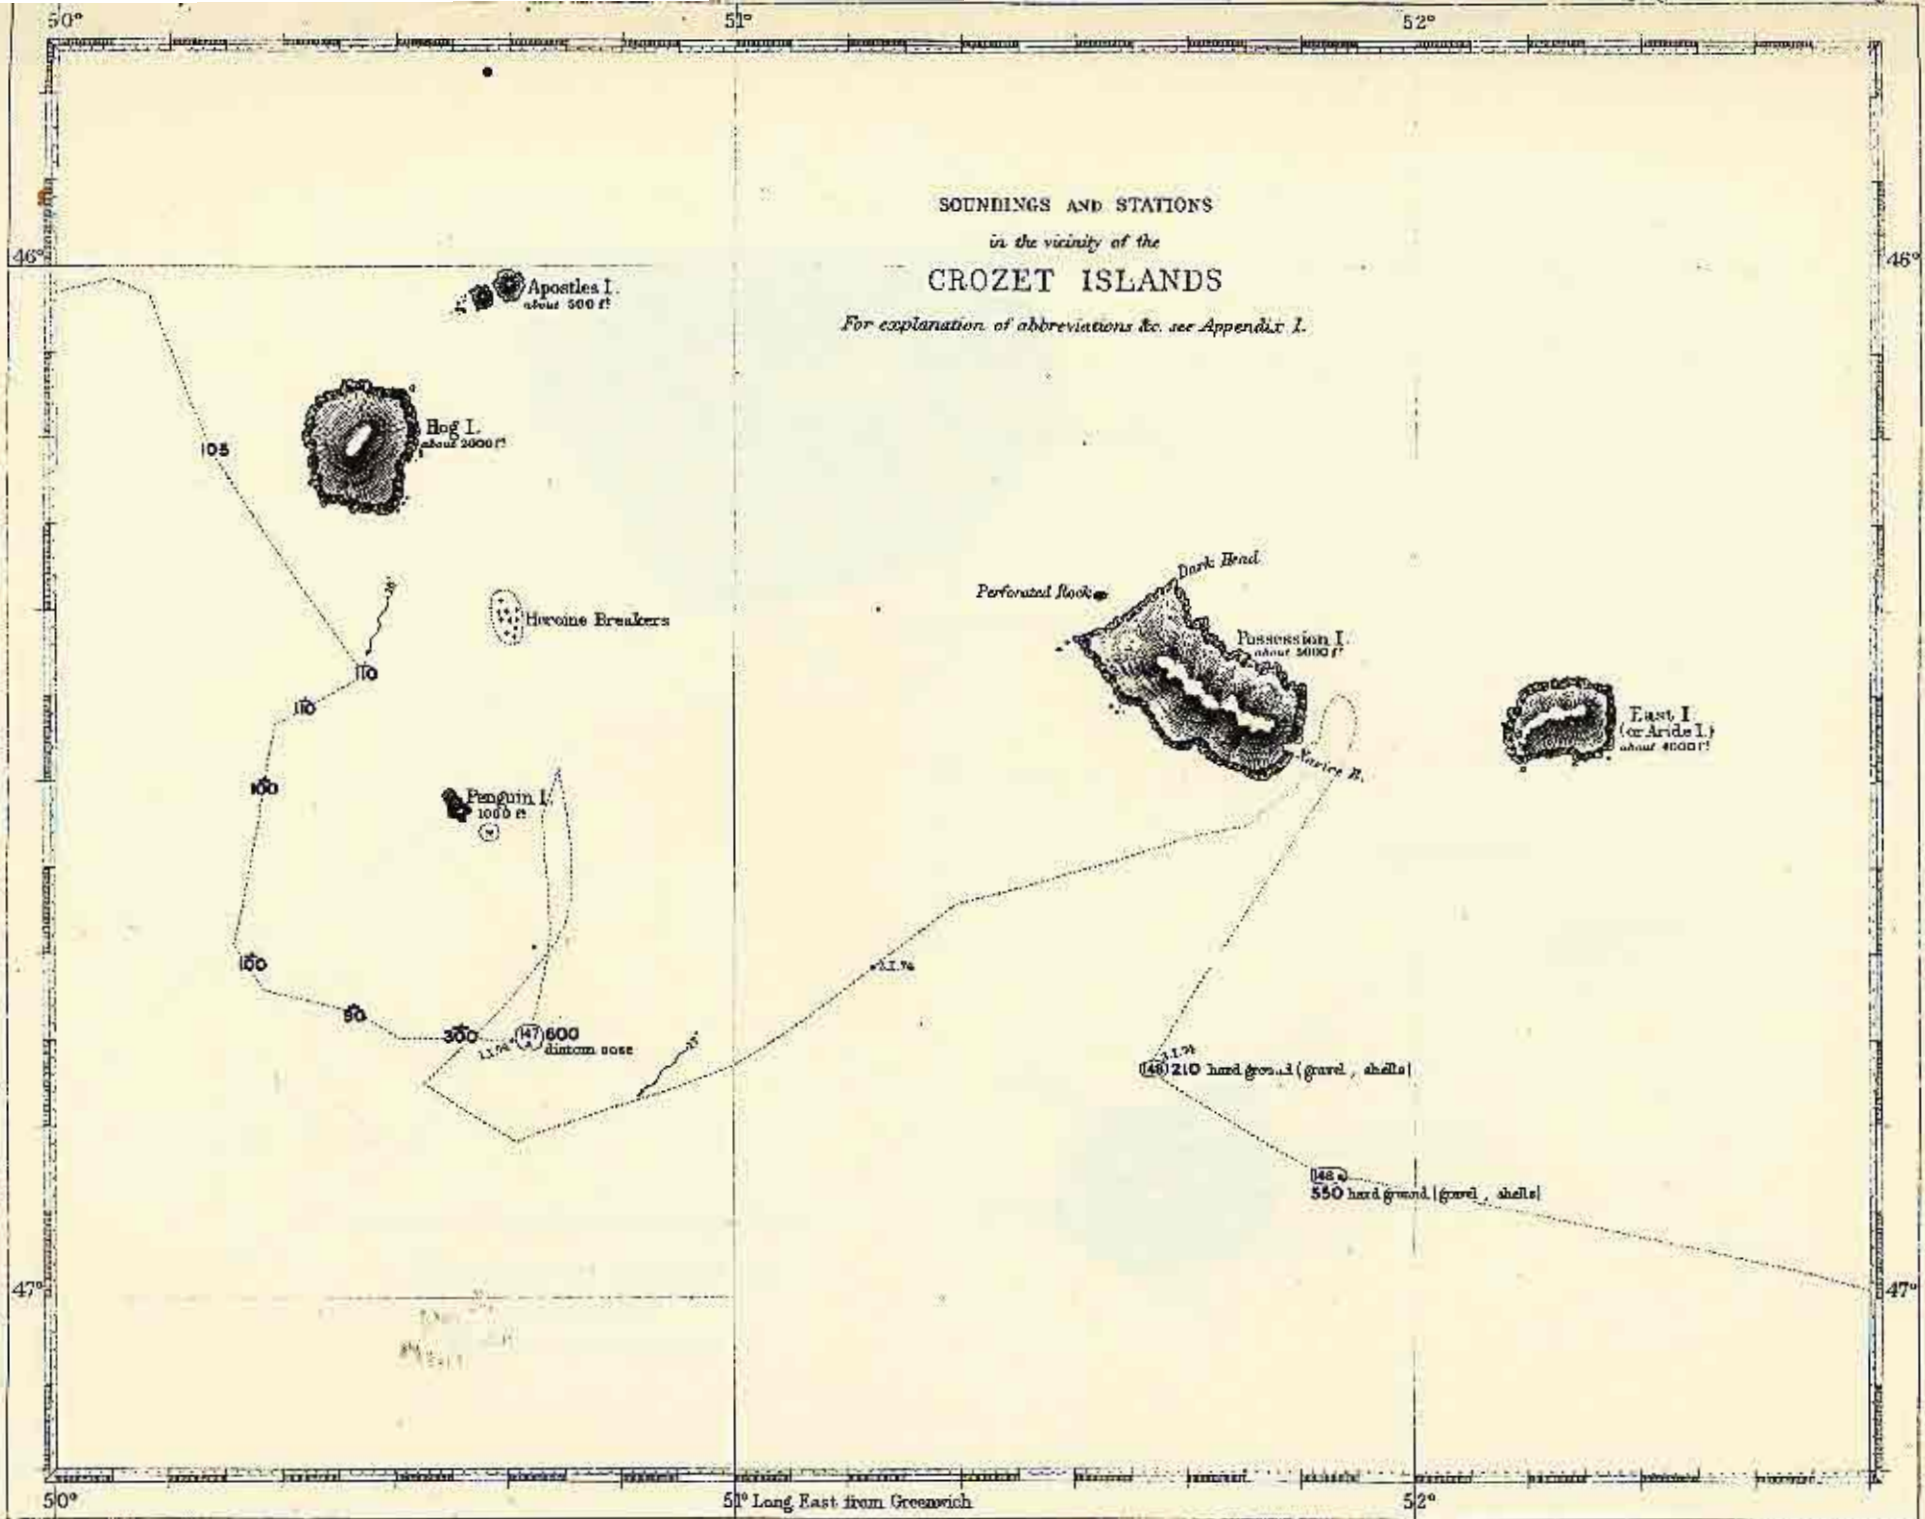 50°
51°
52°
SOUNDINGS AND STATIONS
in the vicinity of the
CROZET ISLANDS
For explanation of abbreviations &c. see Appendix I.
46°
46°
Apostles I.
about 500 ft
Hog I.
about 2000 ft
105
Dark Head
Perforated Rock
Heroine Breakers
Possession I.
about 5000 ft
110
110
East I.
(or Aride I.)
about 4000 ft
100
Penguin I.
1000 ft
100
90
300
147 600
diatom ooze
210 hard ground (gravel, shells)
550 hard ground (gravel, shells)
47°
47°
50°
51° Long. East from Greenwich
52°